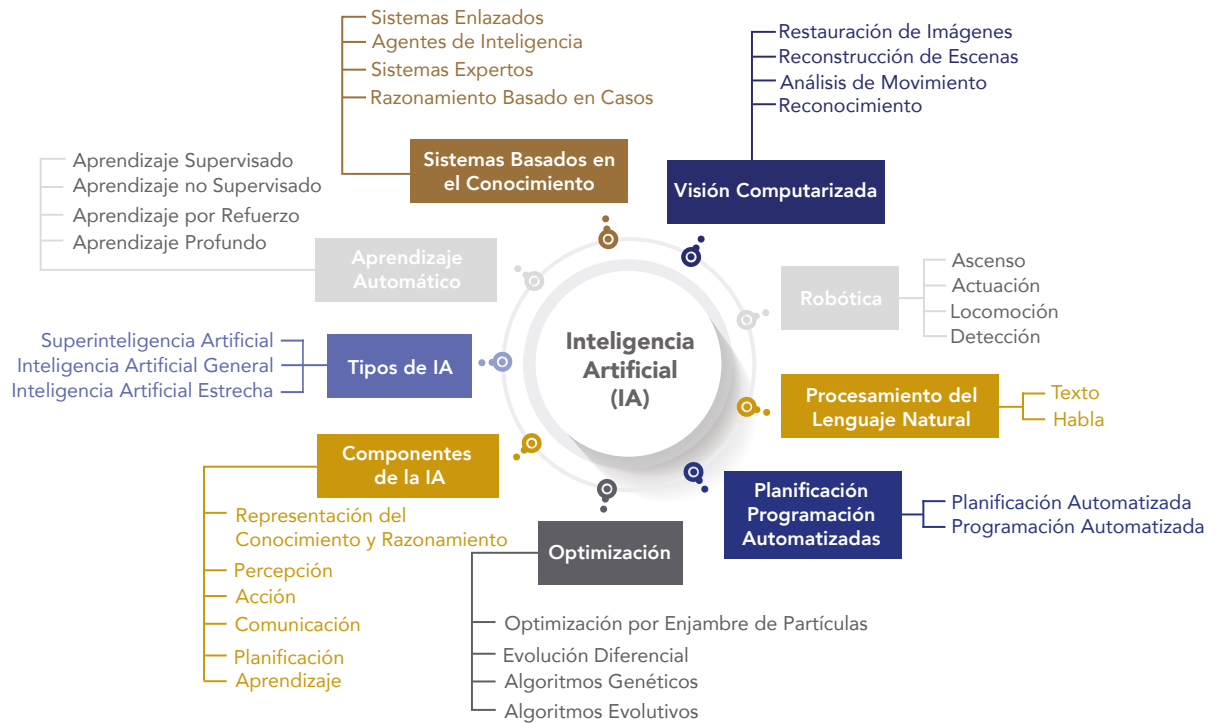 Sistemas Enlazados
Agentes de Inteligencia
Sistemas Expertos
Razonamiento Basado en Casos
Sistemas Basados en
el Conocimiento
Restauración de Imágenes
Reconstrucción de Escenas
Análisis de Movimiento
Reconocimiento
Visión Computarizada
Aprendizaje Supervisado
Aprendizaje no Supervisado
Aprendizaje por Refuerzo
Aprendizaje Profundo
Aprendizaje
Automático
Robótica
Ascenso
Actuación
Locomoción
Detección
Superinteligencia Artificial
Inteligencia Artificial General
Inteligencia Artificial Estrecha
Tipos de IA
Inteligencia
Artificial
(IA)
Procesamiento del
Lenguaje Natural
Texto
Habla
Componentes
de la IA
Representación del
Conocimiento y Razonamiento
Percepción
Acción
Comunicación
Planificación
Aprendizaje
Optimización
Optimización por Enjambre de Partículas
Evolución Diferencial
Algoritmos Genéticos
Algoritmos Evolutivos
Planificación
Programación
Automatizadas
Planificación Automatizada
Programación Automatizada